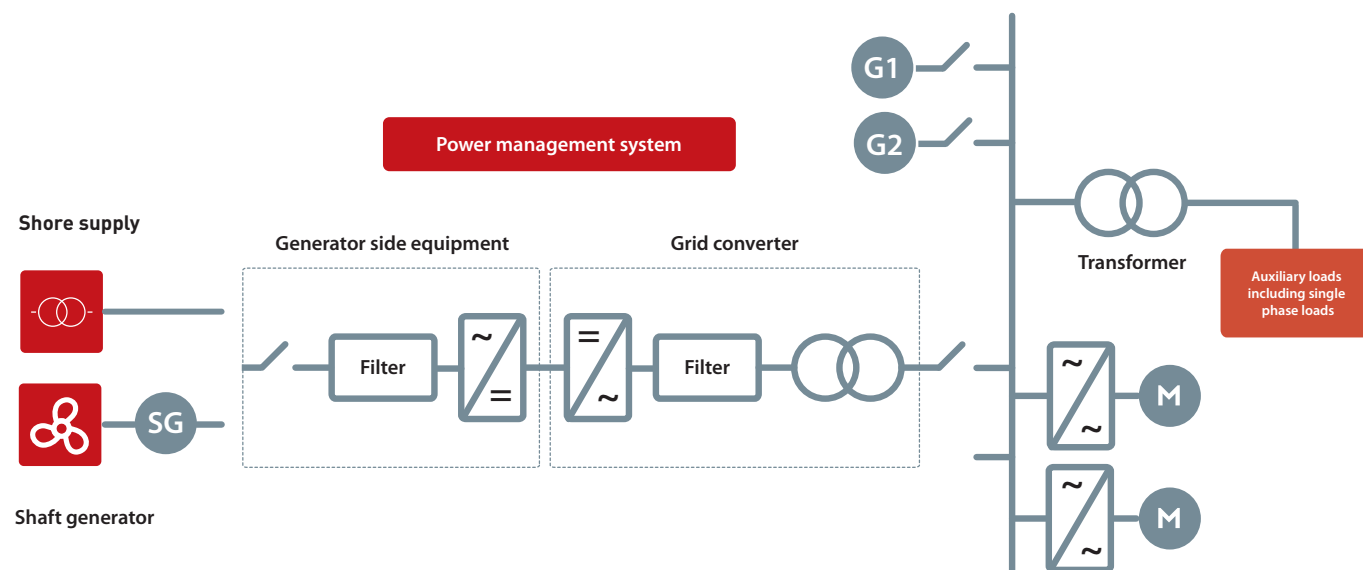 G1
G2
Power management system
Shore supply
Generator side equipment
Grid converter
Transformer
Auxiliary loads
including single
phase loads
~
=
=
~
Filter
Filter
~
~
M
SG
~
~
M
Shaft generator